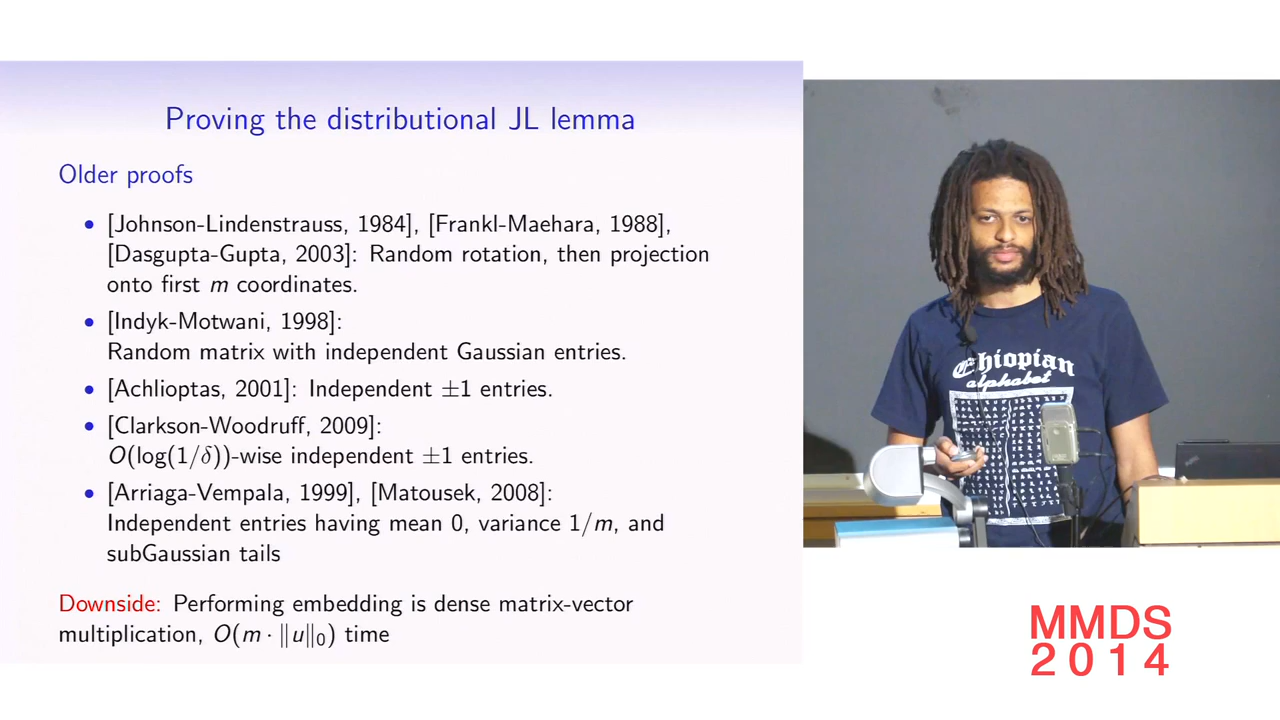 Proving the distributional JL lemma
Older proofs
• [Johnson-Lindenstrauss, 1984], [Frankl-Maehara, 1988],
[Dasgupta-Gupta, 2003]: Random rotation, then projection
onto first m coordinates.
• [Indyk-Motwani, 1998]:
Random matrix with independent Gaussian entries.
• [Achlioptas, 2001]: Independent ±1 entries.
• [Clarkson-Woodruff, 2009]:
O(log(1/δ))-wise independent ±1 entries.
• [Arriaga-Vempala, 1999], [Matousek, 2008]:
Independent entries having mean 0, variance 1/m, and
subGaussian tails
Downside: Performing embedding is dense matrix-vector
multiplication, O(m · ‖u‖₀) time
Ethiopian
alphabet
MMDS
2014